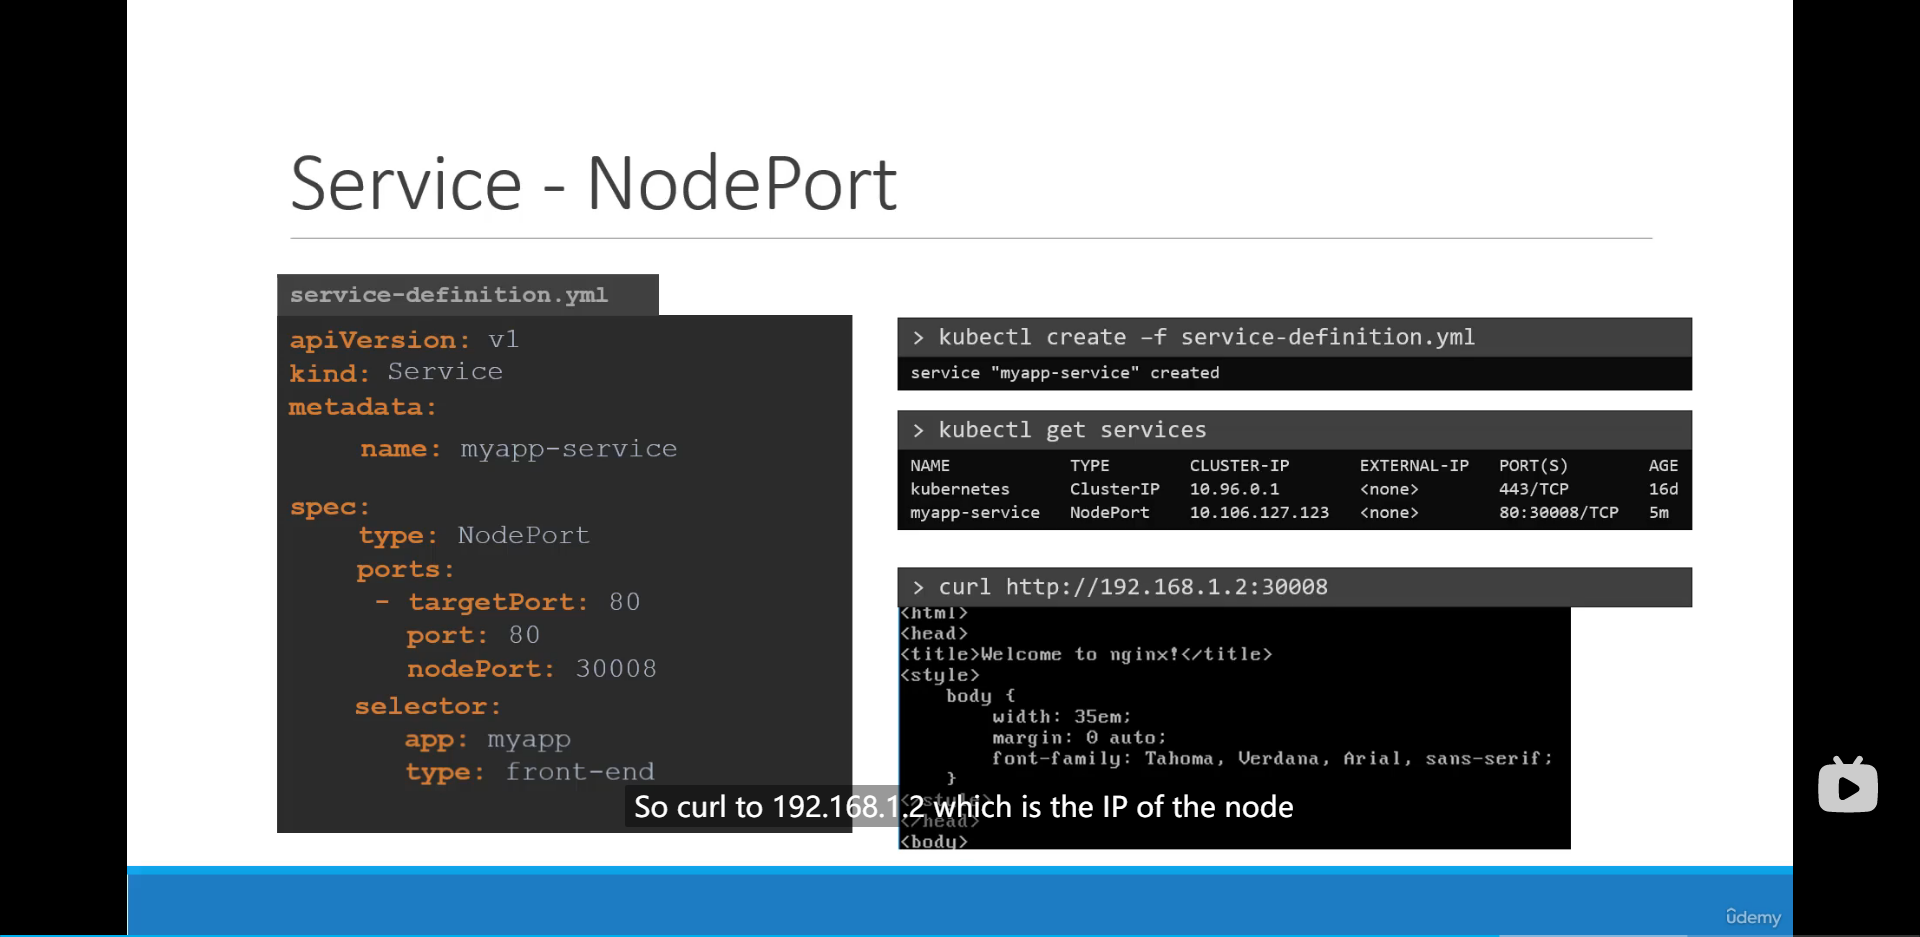 Service - NodePort
service-definition.yml
apiVersion: v1
kind: Service
metadata:
name: myapp-service
spec:
type: NodePort
ports:
- targetPort: 80
port: 80
nodePort: 30008
selector:
app: myapp
type: front-end
> kubectl create –f service-definition.yml
service "myapp-service" created
> kubectl get services
NAME TYPE CLUSTER-IP EXTERNAL-IP PORT(S) AGE
kubernetes ClusterIP 10.96.0.1 <none> 443/TCP 16d
myapp-service NodePort 10.106.127.123 <none> 80:30008/TCP 5m
> curl http://192.168.1.2:30008
<html>
<head>
<title>Welcome to nginx!</title>
<style>
body {
width: 35em;
margin: 0 auto;
font-family: Tahoma, Verdana, Arial, sans-serif;
}
</style>
</head>
<body>
So curl to 192.168.1.2 which is the IP of the node
ûdemy